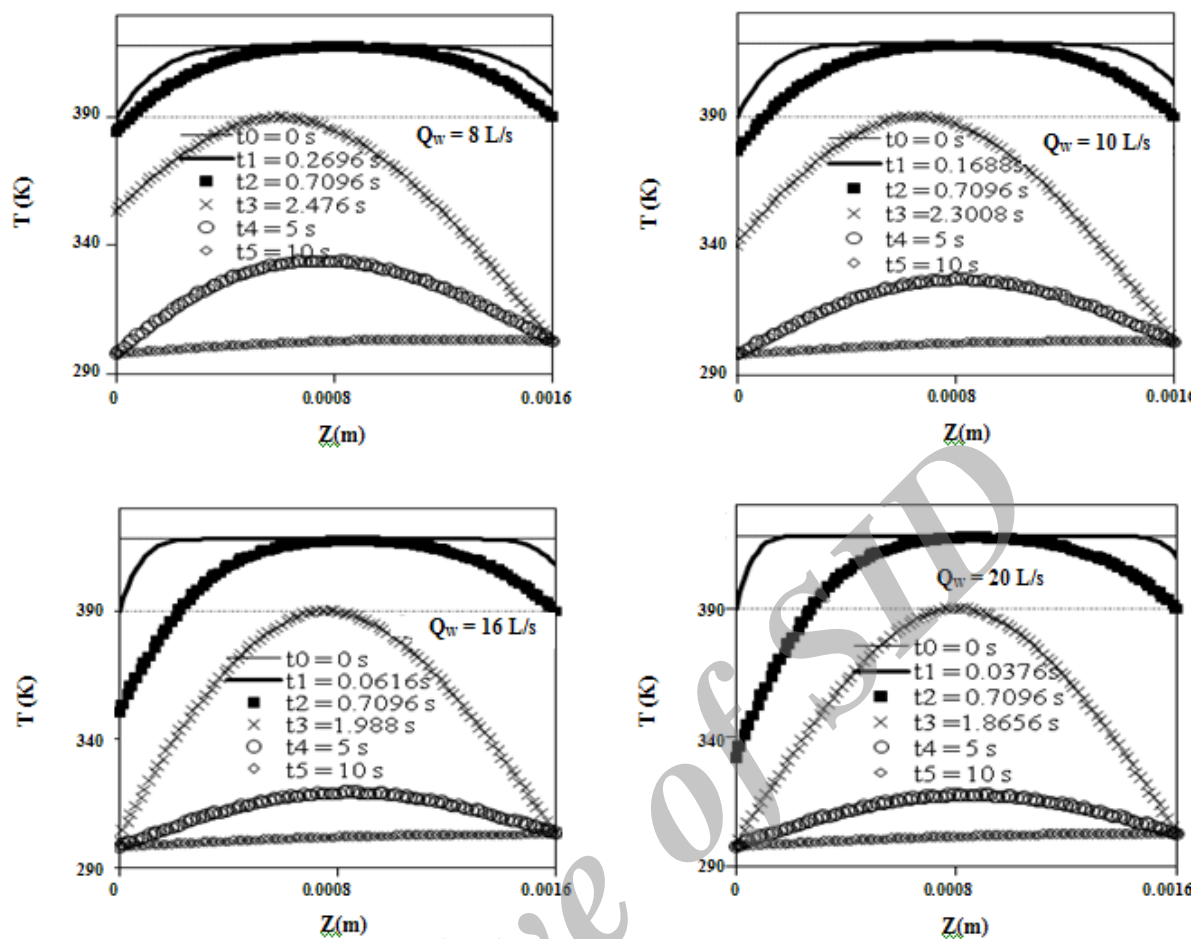 T (K)
390
340
290
Qw = 8 L/s
t0 = 0 s
t1 = 0.2696s
t2 = 0.7096 s
t3 = 2.476 s
t4 = 5 s
t5 = 10 s
0
0.0008
0.0016
Z(m)
T (K)
390
340
290
Qw = 10 L/s
t0 = 0 s
t1 = 0.1688s
t2 = 0.7096 s
t3 = 2.3008 s
t4 = 5 s
t5 = 10 s
0
0.0008
0.0016
Z(m)
T (K)
390
340
290
Qw = 16 L/s
t0 = 0 s
t1 = 0.0616s
t2 = 0.7096 s
t3 =1.988 s
t4 = 5 s
t5 = 10 s
0
0.0008
0.0016
Z(m)
T (K)
390
340
290
Qw = 20 L/s
t0 = 0 s
t1 = 0.0376s
t2 = 0.7096 s
t3 = 1.8656 s
t4 = 5 s
t5 = 10 s
0
0.0008
0.0016
Z(m)
of SID